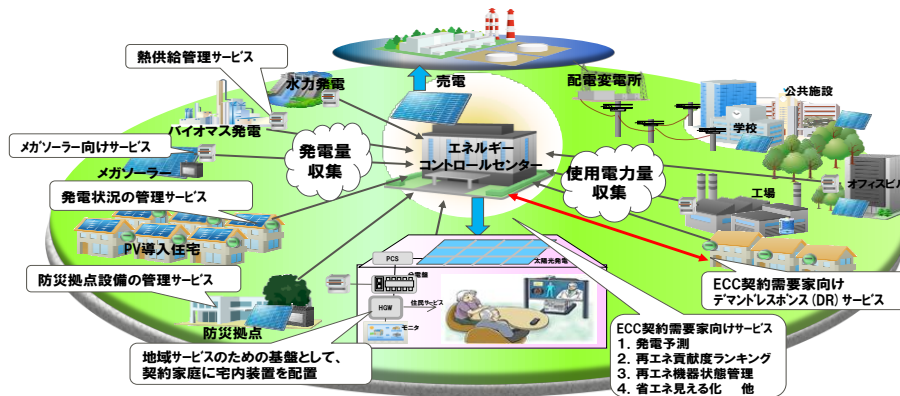 熱供給管理サービス
水力発電
売電
配電変電所
公共施設
学校
バイオマス発電
メガソーラー向けサービス
発電量
収集
エネルギー
コントロールセンター
使用電力量
収集
メガソーラー
工場
オフィスビル
発電状況の管理サービス
PV導入住宅
防災拠点設備の管理サービス
PCS
太陽光発電
分電盤
HGW
住民サービス
モニタ
防災拠点
ECC契約需要家向け
デマンドレスポンス(DR)サービス
地域サービスのための基盤として、
契約家庭に宅内装置を配置
ECC契約需要家向けサービス
1. 発電予測
2. 再エネ貢献度ランキング
3. 再エネ機器状態管理
4. 省エネ見える化 他